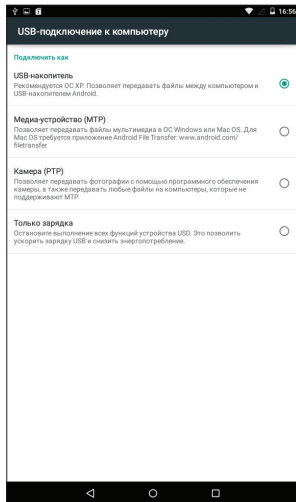 16:56
USB-подключение к компьютеру
Подключить как
USB-накопитель
Рекомендуется ОС XP. Позволяет передавать файлы между компьютером и
USB-накопителем Android.
Медиа-устройство (MTP)
Позволяет передавать файлы мультимедиа в ОС Windows или Mac OS. Для
Mac OS требуется приложение Android File Transfer: www.android.com/
filetransfer
Камера (PTP)
Позволяет передавать фотографии с помощью программного обеспечения
камеры, а также передавать любые файлы на компьютеры, которые не
поддерживают MTP
Только зарядка
Остановите выполнение всех функций устройства USD. Это позволить
ускорить зарядку USB и снизить энергопотребление.